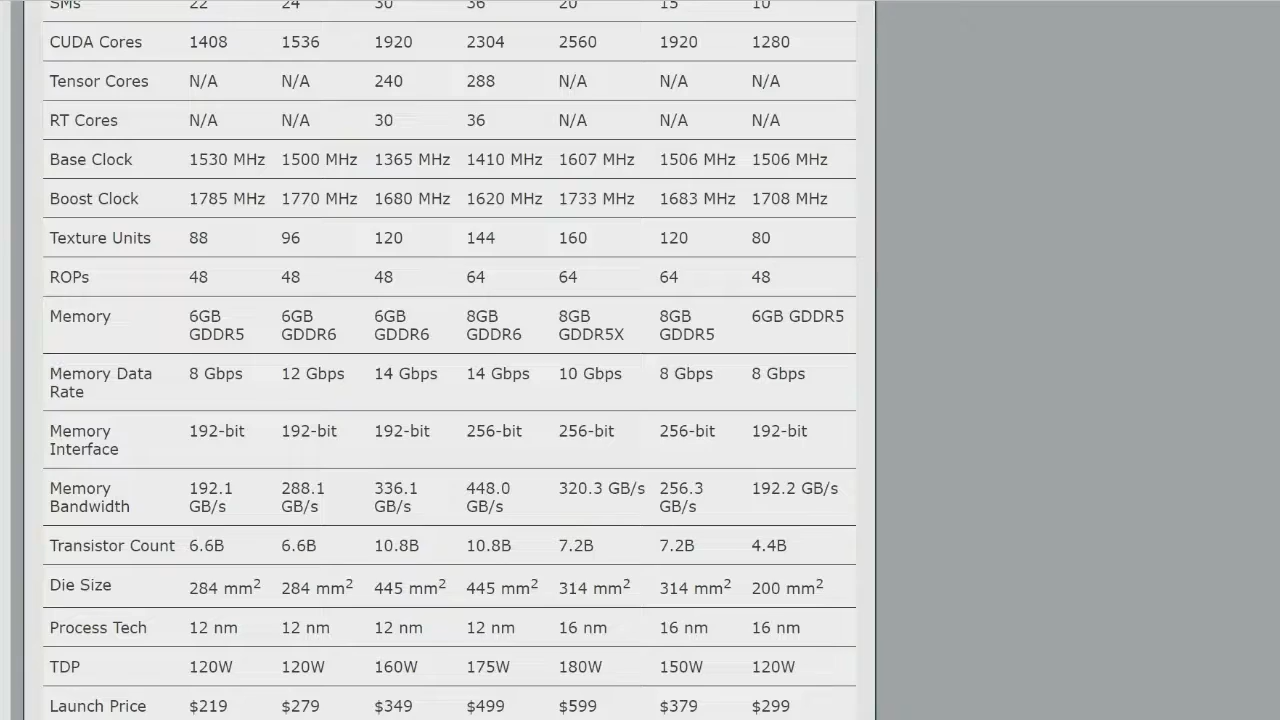 SMs 22 24 30 36 20 15 10
CUDA Cores 1408 1536 1920 2304 2560 1920 1280
Tensor Cores N/A N/A 240 288 N/A N/A N/A
RT Cores N/A N/A 30 36 N/A N/A N/A
Base Clock 1530 MHz 1500 MHz 1365 MHz 1410 MHz 1607 MHz 1506 MHz 1506 MHz
Boost Clock 1785 MHz 1770 MHz 1680 MHz 1620 MHz 1733 MHz 1683 MHz 1708 MHz
Texture Units 88 96 120 144 160 120 80
ROPs 48 48 48 64 64 64 48
Memory 6GB 6GB 6GB 8GB 8GB 8GB 6GB GDDR5
GDDR5 GDDR6 GDDR6 GDDR6 GDDR5X GDDR5
Memory Data 8 Gbps 12 Gbps 14 Gbps 14 Gbps 10 Gbps 8 Gbps 8 Gbps
Rate
Memory 192-bit 192-bit 192-bit 256-bit 256-bit 256-bit 192-bit
Interface
Memory 192.1 288.1 336.1 448.0 320.3 GB/s 256.3 192.2 GB/s
Bandwidth GB/s GB/s GB/s GB/s GB/s
Transistor Count 6.6B 6.6B 10.8B 10.8B 7.2B 7.2B 4.4B
Die Size 284 mm² 284 mm² 445 mm² 445 mm² 314 mm² 314 mm² 200 mm²
Process Tech 12 nm 12 nm 12 nm 12 nm 16 nm 16 nm 16 nm
TDP 120W 120W 160W 175W 180W 150W 120W
Launch Price $219 $279 $349 $499 $599 $379 $299